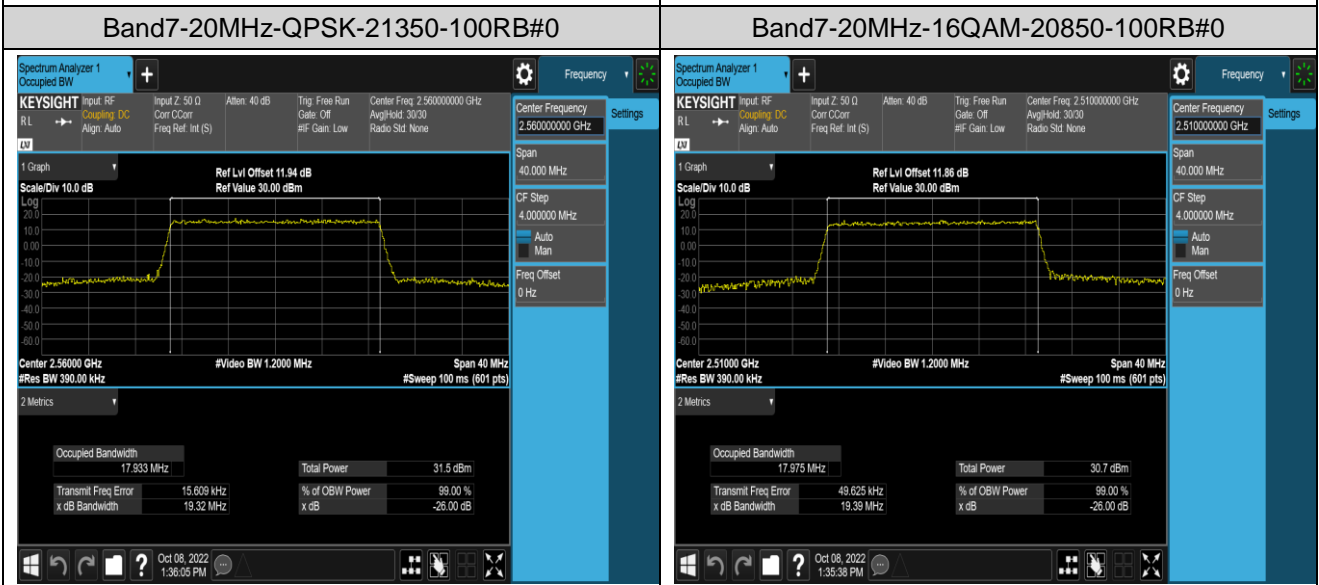 Band7-20MHz-QPSK-21350-100RB#0
Spectrum Analyzer 1
Occupied BW
+
Frequency
KEYSIGHT
RL
LXI
Input: RF
Coupling: DC
Align: Auto
Input Z: 50 Ω
Corr CCorr
Freq Ref: Int (S)
Atten: 40 dB
Trig: Free Run
Gate: Off
#IF Gain: Low
Center Freq: 2.560000000 GHz
Avg|Hold: 30/30
Radio Std: None
Center Frequency
2.560000000 GHz
Settings
Span
40.000 MHz
CF Step
4.000000 MHz
Auto
Man
Freq Offset
0 Hz
1 Graph
Scale/Div 10.0 dB
Ref Lvl Offset 11.94 dB
Ref Value 30.00 dBm
Log
20.0
10.0
0.00
-10.0
-20.0
-30.0
-40.0
-50.0
-60.0
Center 2.56000 GHz
#Res BW 390.00 kHz
#Video BW 1.2000 MHz
Span 40 MHz
#Sweep 100 ms (601 pts)
2 Metrics
Occupied Bandwidth
17.933 MHz
Total Power 31.5 dBm
Transmit Freq Error 15.609 kHz
% of OBW Power 99.00 %
x dB Bandwidth 19.32 MHz
x dB -26.00 dB
?
Oct 08, 2022
1:36:05 PM
Band7-20MHz-16QAM-20850-100RB#0
Spectrum Analyzer 1
Occupied BW
+
Frequency
KEYSIGHT
RL
LXI
Input: RF
Coupling: DC
Align: Auto
Input Z: 50 Ω
Corr CCorr
Freq Ref: Int (S)
Atten: 40 dB
Trig: Free Run
Gate: Off
#IF Gain: Low
Center Freq: 2.510000000 GHz
Avg|Hold: 30/30
Radio Std: None
Center Frequency
2.510000000 GHz
Settings
Span
40.000 MHz
CF Step
4.000000 MHz
Auto
Man
Freq Offset
0 Hz
1 Graph
Scale/Div 10.0 dB
Ref Lvl Offset 11.86 dB
Ref Value 30.00 dBm
Log
20.0
10.0
0.00
-10.0
-20.0
-30.0
-40.0
-50.0
-60.0
Center 2.51000 GHz
#Res BW 390.00 kHz
#Video BW 1.2000 MHz
Span 40 MHz
#Sweep 100 ms (601 pts)
2 Metrics
Occupied Bandwidth
17.975 MHz
Total Power 30.7 dBm
Transmit Freq Error 49.625 kHz
% of OBW Power 99.00 %
x dB Bandwidth 19.39 MHz
x dB -26.00 dB
?
Oct 08, 2022
1:35:38 PM